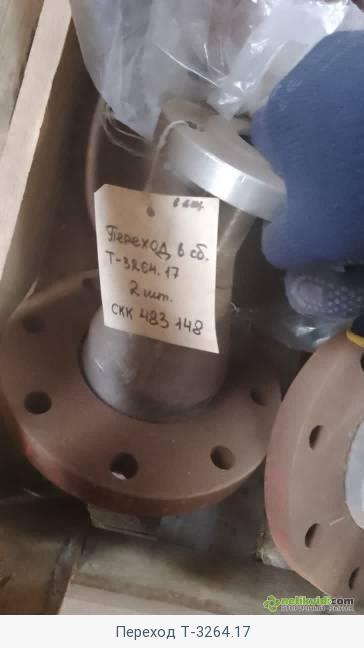 Переход в сб.
Т-3264.17
2 шт.
СКК 483 148
nelikvidi.com
Переход Т-3264.17